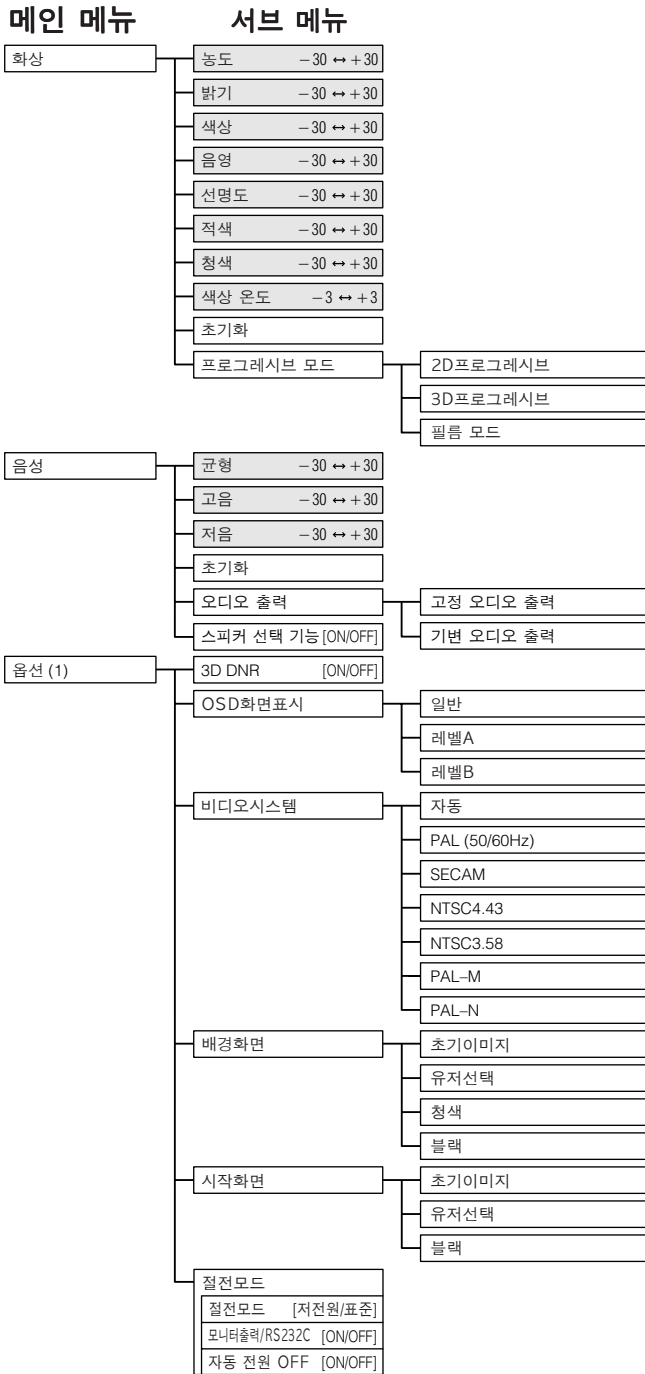 메인 메뉴 서브 메뉴
화상 농도 −30 ↔ +30
밝기 −30 ↔ +30
색상 −30 ↔ +30
음영 −30 ↔ +30
선명도 −30 ↔ +30
적색 −30 ↔ +30
청색 −30 ↔ +30
색상 온도 −3 ↔ +3
초기화
프로그레시브 모드 2D프로그레시브
3D프로그레시브
필름 모드
음성 균형 −30 ↔ +30
고음 −30 ↔ +30
저음 −30 ↔ +30
초기화
오디오 출력 고정 오디오 출력
스피커 선택 기능[ON/OFF] 기변 오디오 출력
옵션 (1) 3D DNR [ON/OFF]
OSD화면표시 일반
레벨A
레벨B
비디오시스템 자동
PAL (50/60Hz)
SECAM
NTSC4.43
NTSC3.58
PAL–M
PAL–N
배경화면 초기이미지
유저선택
청색
블랙
시작화면 초기이미지
유저선택
블랙
절전모드
절전모드 [저전원/표준]
모니터출력/RS232C [ON/OFF]
자동 전원 OFF [ON/OFF]